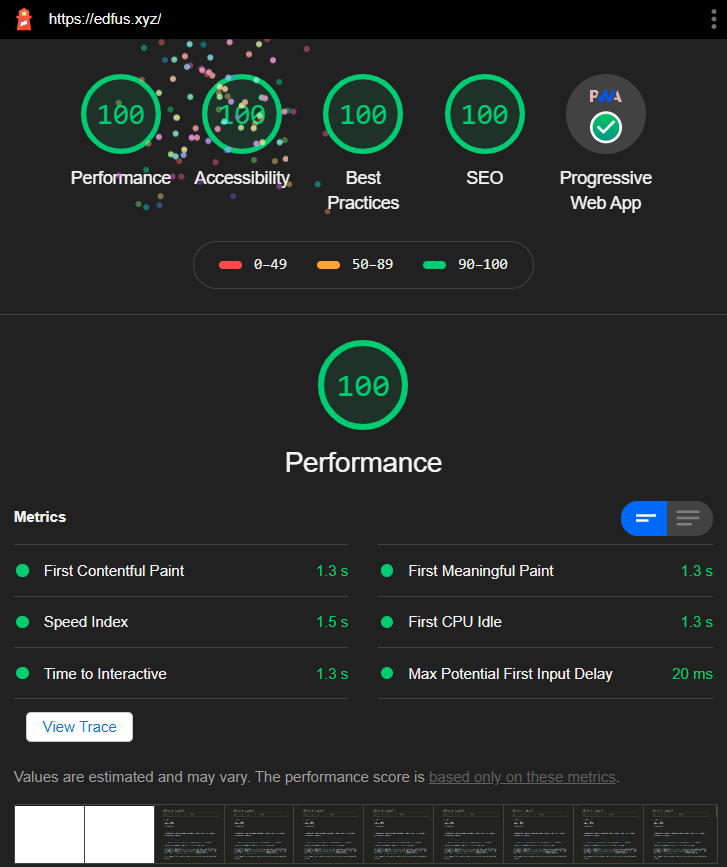 https://edfus.xyz/
100 100 100 100 PWA
Performance Accessibility Best Practices SEO Progressive Web App
0–49 50–89 90–100
100
Performance
Metrics
First Contentful Paint 1.3 s
First Meaningful Paint 1.3 s
Speed Index 1.5 s
First CPU Idle 1.3 s
Time to Interactive 1.3 s
Max Potential First Input Delay 20 ms
View Trace
Values are estimated and may vary. The performance score is based only on these metrics.